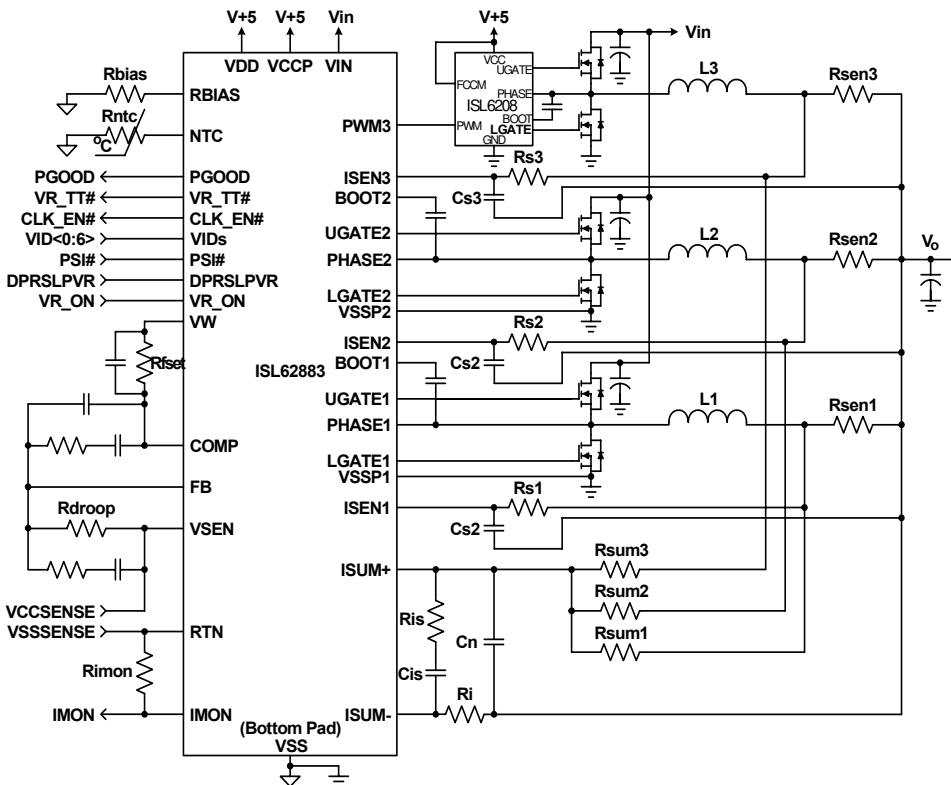 V+5 V+5 Vin V+5
Vin
VDD VCCP VIN
VCC
UGATE
FCCM
PHASE
ISL6208
BOOT
LGATE
PWM
GND
L3
Rsen3
Rbias
RBIAS
Rntc
°C
NTC
PWM3
Rs3
PGOOD PGOOD ISEN3
Cs3
VR_TT# VR_TT# BOOT2
CLK_EN# CLK_EN#
VID<0:6> VIDs UGATE2
L2
Rsen2
Vo
PSI# PSI# PHASE2
DPRSLPVR DPRSLPVR
VR_ON VR_ON LGATE2
VSSP2
VW
Rs2
ISEN2
Cs2
Rfset
ISL62883
BOOT1
UGATE1
L1
Rsen1
PHASE1
COMP
LGATE1
VSSP1
FB
Rs1
ISEN1
Cs2
Rdroop
VSEN
ISUM+
Rsum3
Rsum2
Rsum1
VCCSENSE
Ris
Cn
VSSSENSE RTN
Rimon
Cis
Ri
IMON IMON ISUM-
(Bottom Pad)
VSS